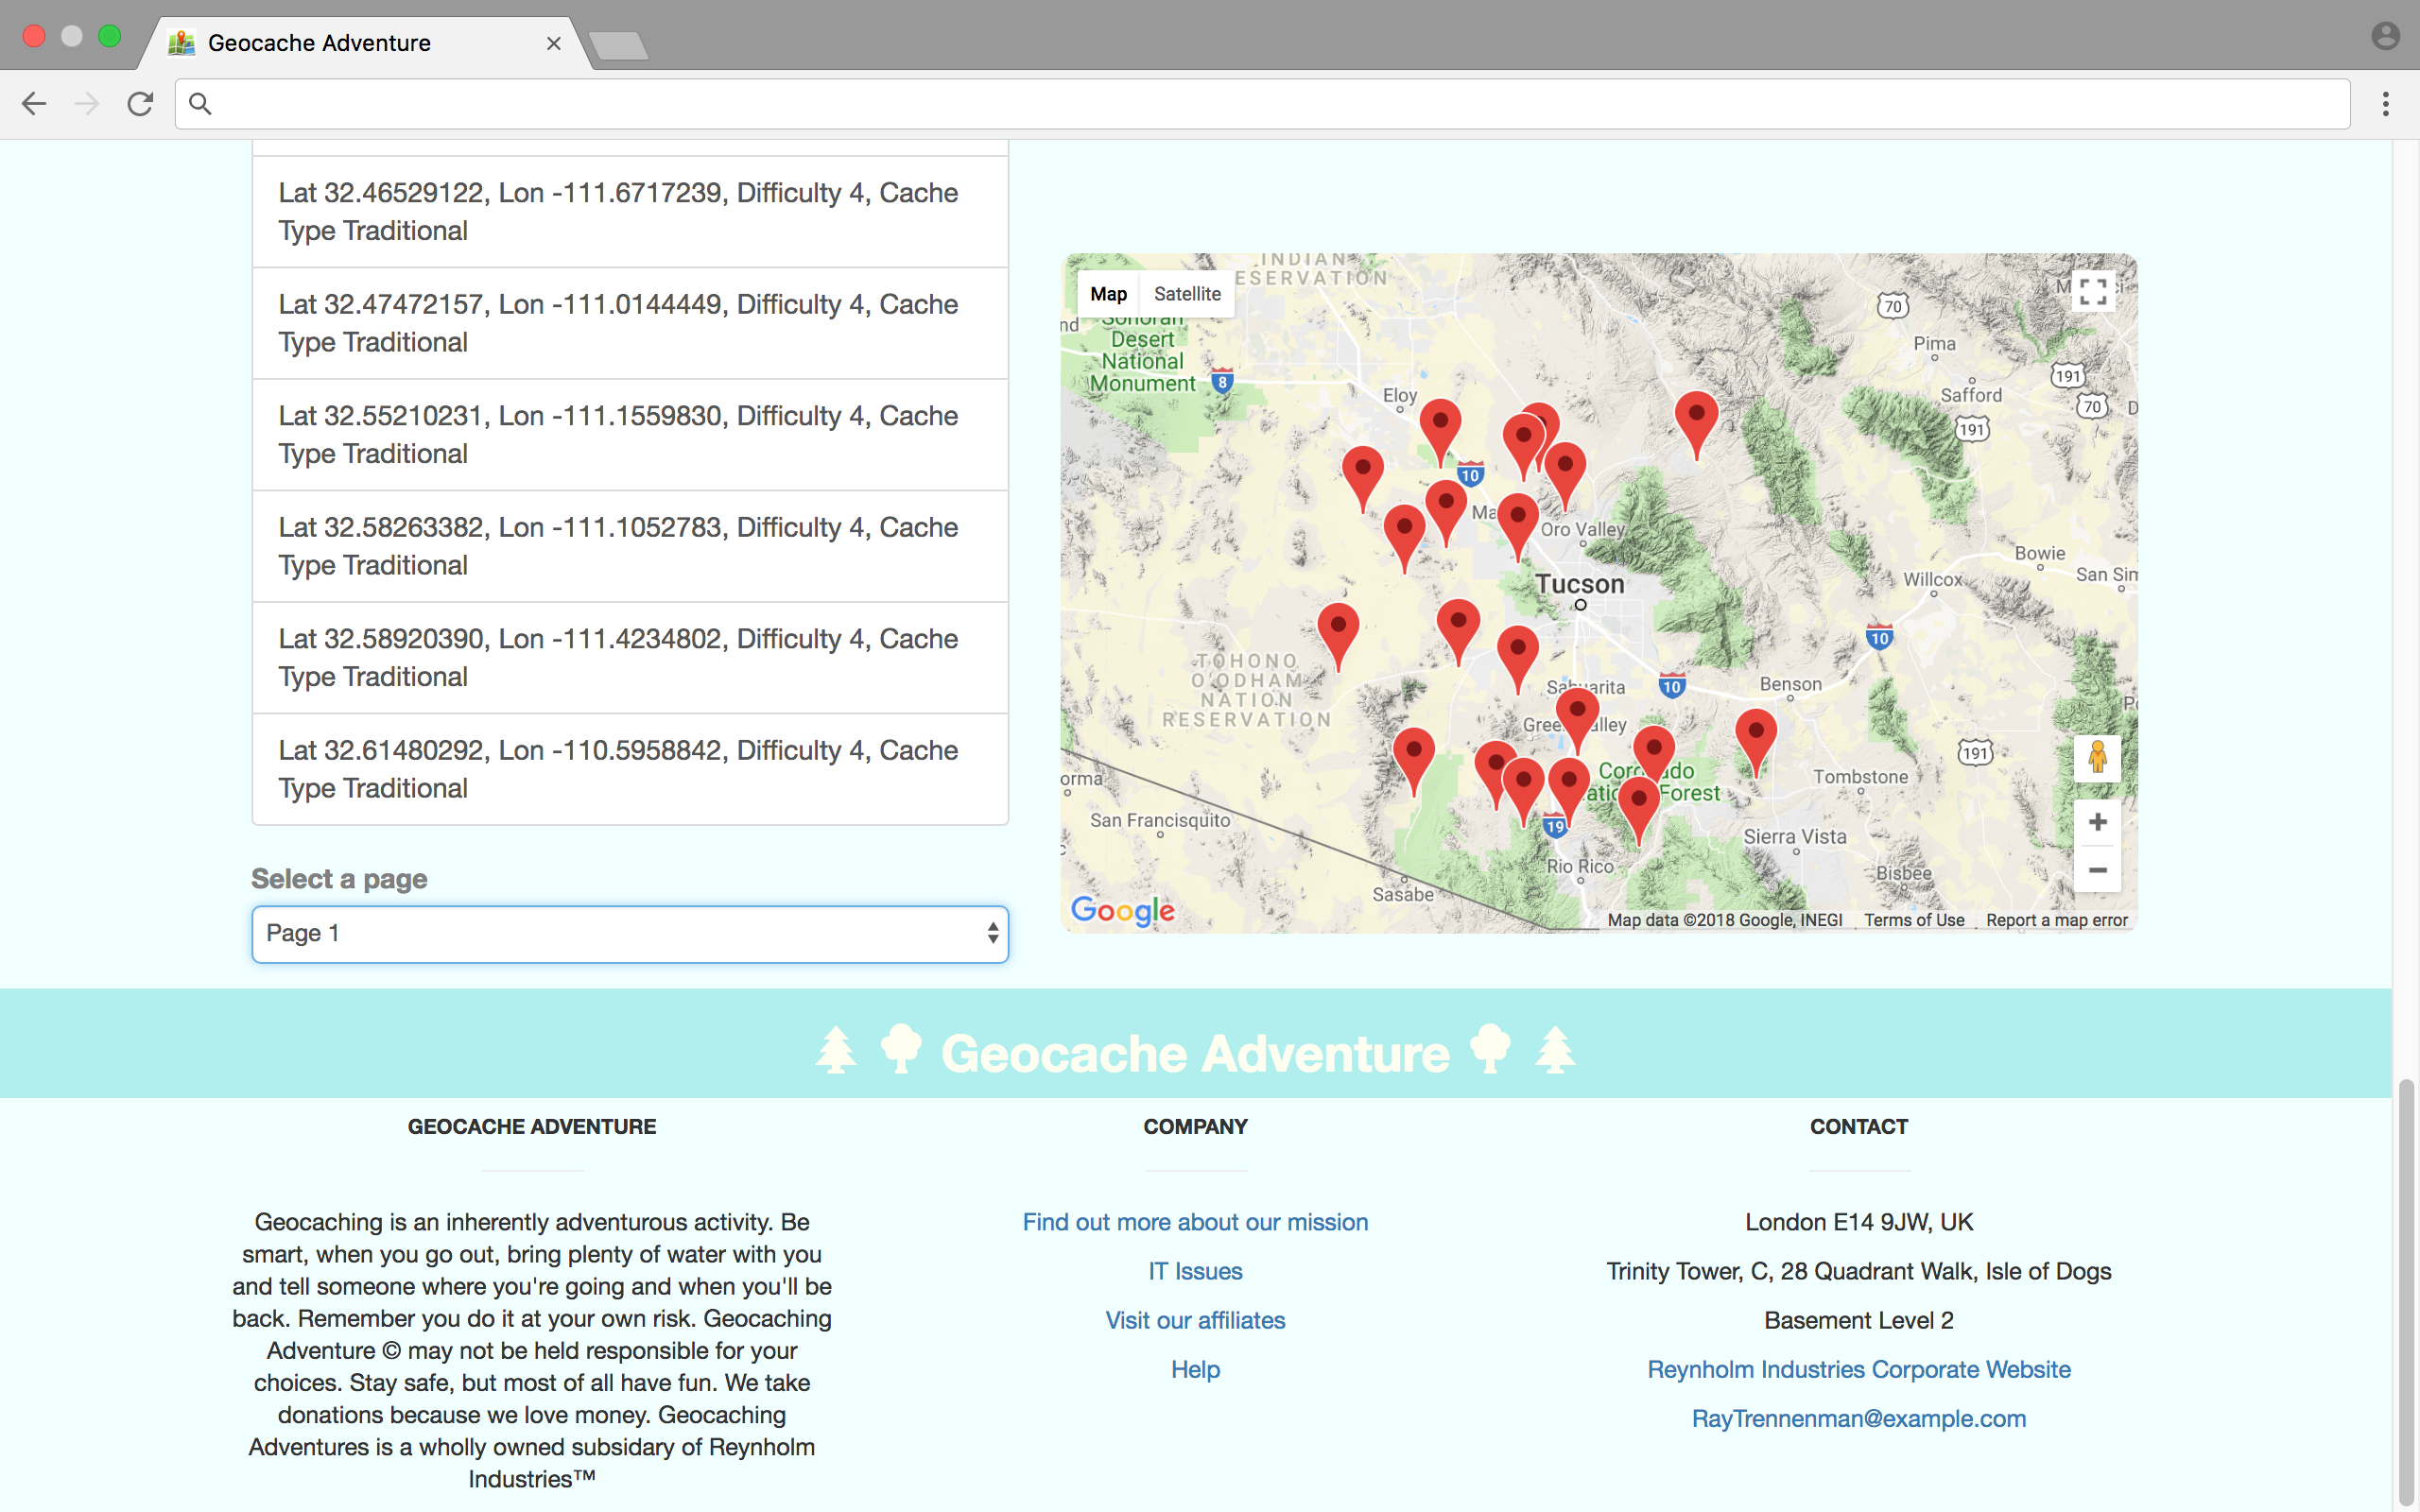 Geocache Adventure
Lat 32.46529122, Lon -111.6717239, Difficulty 4, Cache
Type Traditional
Lat 32.47472157, Lon -111.0144449, Difficulty 4, Cache
Type Traditional
Lat 32.55210231, Lon -111.1559830, Difficulty 4, Cache
Type Traditional
Lat 32.58263382, Lon -111.1052783, Difficulty 4, Cache
Type Traditional
Lat 32.58920390, Lon -111.4234802, Difficulty 4, Cache
Type Traditional
Lat 32.61480292, Lon -110.5958842, Difficulty 4, Cache
Type Traditional
Select a page
Page 1
INDIAN
Map Satellite
70
Sonoran
Desert
National
Monument
8
Pima
191
Eloy
Safford
70
191
10
Oro Valley
Tucson
Bowie
Willcox
10
TOHONO
O'ODHAM
NATION
RESERVATION
10
Benson
191
Tombstone
San Francisquito
19
Sierra Vista
Rio Rico
Bisbee
Sasabe
Google
Map data ©2018 Google, INEGI Terms of Use Report a map error
Geocache Adventure
GEOCACHE ADVENTURE
Geocaching is an inherently adventurous activity. Be
smart, when you go out, bring plenty of water with you
and tell someone where you're going and when you'll be
back. Remember you do it at your own risk. Geocaching
Adventure © may not be held responsible for your
choices. Stay safe, but most of all have fun. We take
donations because we love money. Geocaching
Adventures is a wholly owned subsidary of Reynholm
Industries™
COMPANY
Find out more about our mission
IT Issues
Visit our affiliates
Help
CONTACT
London E14 9JW, UK
Trinity Tower, C, 28 Quadrant Walk, Isle of Dogs
Basement Level 2
Reynholm Industries Corporate Website
RayTrennenman@example.com